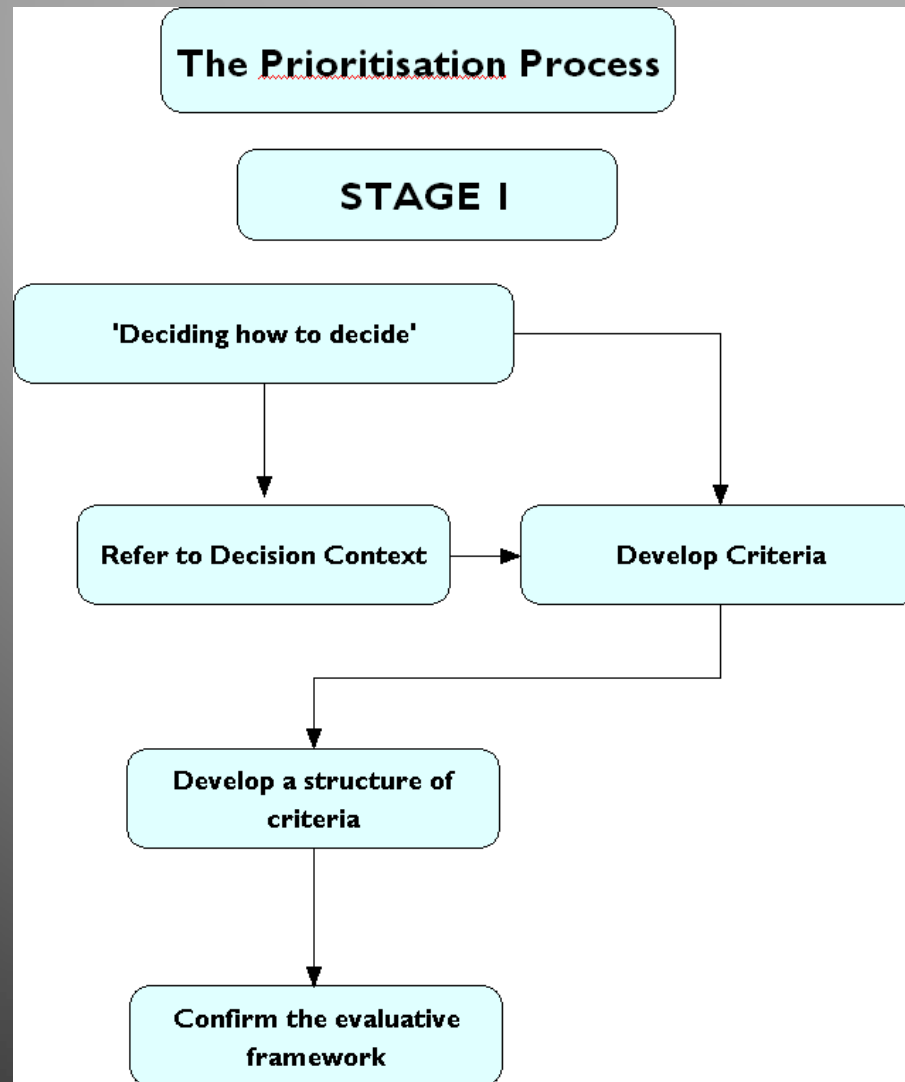 The Prioritisation Process
STAGE I
'Deciding how to decide'
Refer to Decision Context
Develop Criteria
Develop a structure of
criteria
Confirm the evaluative
framework